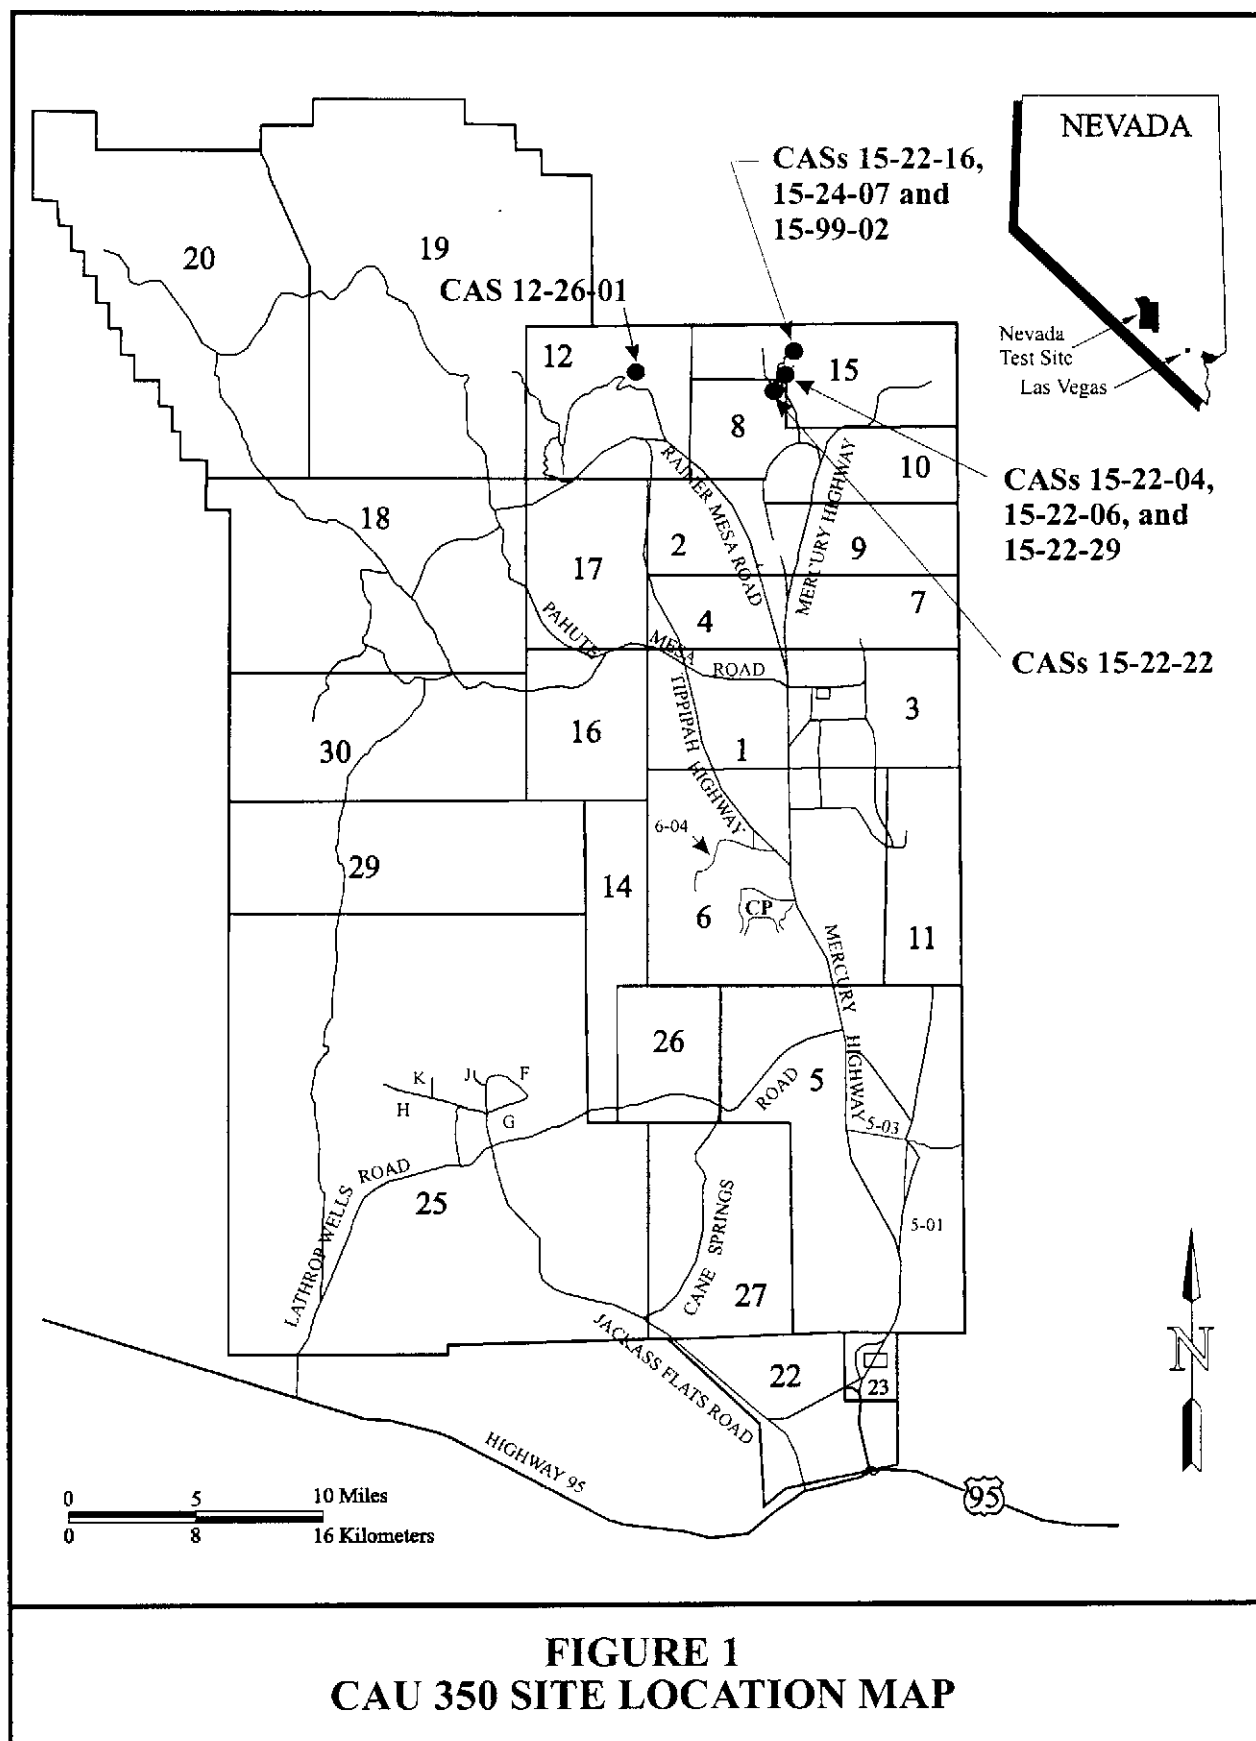 NEVADA
CASs 15-22-16,
15-24-07 and
15-99-02
20
19
CAS 12-26-01
Nevada
Test Site
Las Vegas
12
15
8
10
CASs 15-22-04,
15-22-06, and
15-22-29
RAINER MESA ROAD
MERCURY HIGHWAY
18
2
9
17
7
4
PAHUTE MESA ROAD
CASs 15-22-22
TIPPIPAH HIGHWAY
3
16
1
30
6-04
29
14
6
CP
11
MERCURY HIGHWAY
26
5
ROAD
K
J
F
H
G
5-03
LATHROP WELLS ROAD
25
CANE SPRINGS
5-01
27
JACKASS FLATS ROAD
22
23
N
HIGHWAY 95
95
0 5 10 Miles
0 8 16 Kilometers
FIGURE 1
CAU 350 SITE LOCATION MAP